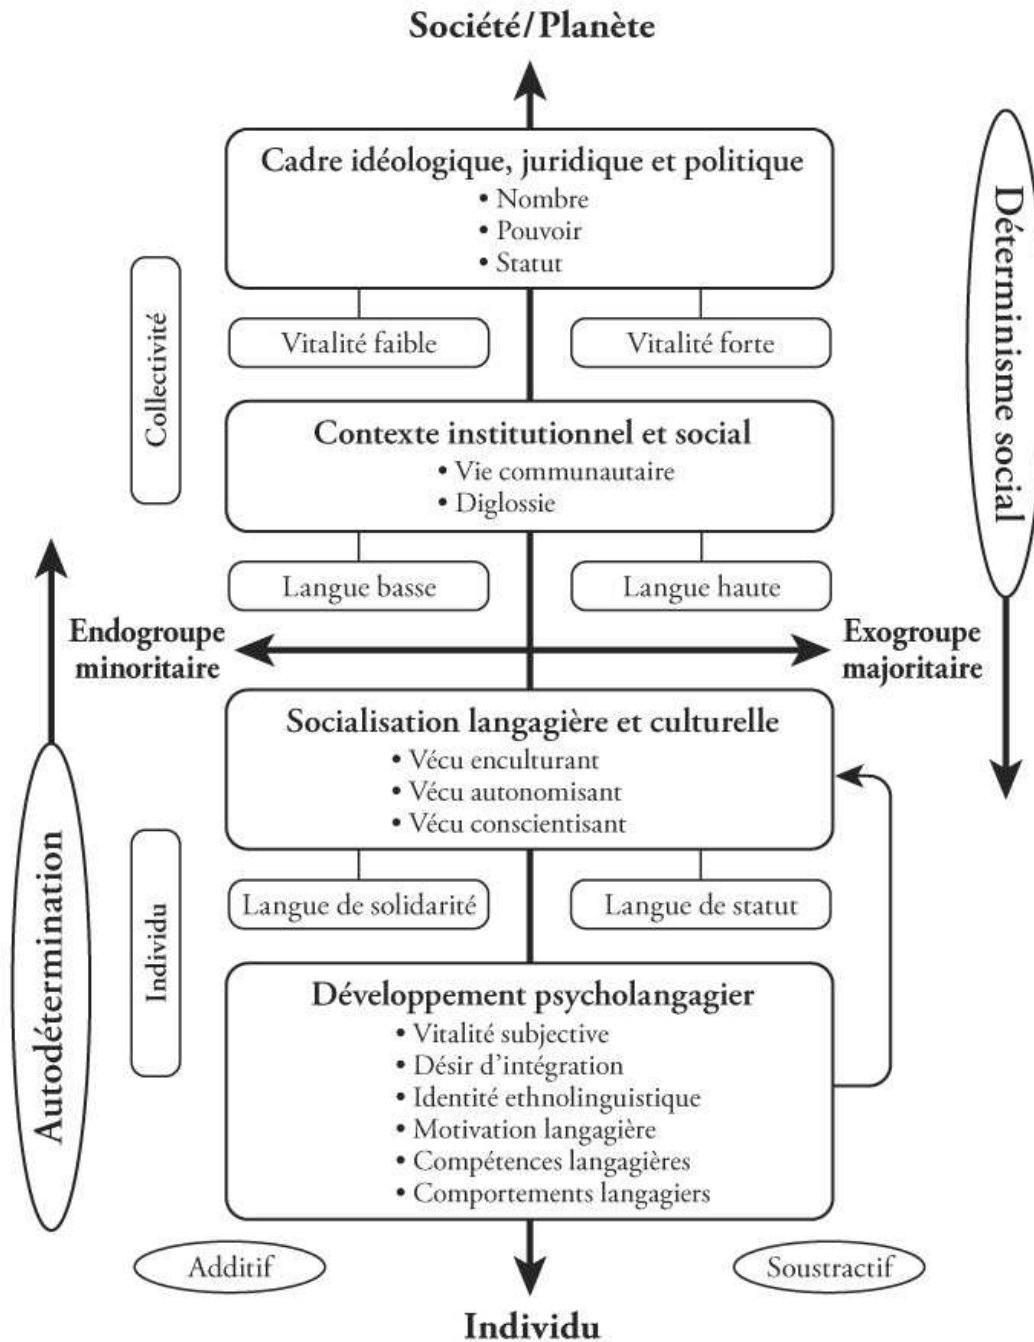 Société/Planète
Cadre idéologique, juridique et politique
• Nombre
• Pouvoir
• Statut
Déterminisme social
Collectivité
Vitalité faible
Vitalité forte
Contexte institutionnel et social
• Vie communautaire
• Diglossie
Langue basse
Langue haute
Endogroupe
minoritaire
Exogroupe
majoritaire
Socialisation langagière et culturelle
• Vécu enculturant
• Vécu autonomisant
• Vécu conscientisant
Autodétermination
Individu
Langue de solidarité
Langue de statut
Développement psycholangagier
• Vitalité subjective
• Désir d’intégration
• Identité ethnolinguistique
• Motivation langagière
• Compétences langagières
• Comportements langagiers
Additif
Soustractif
Individu